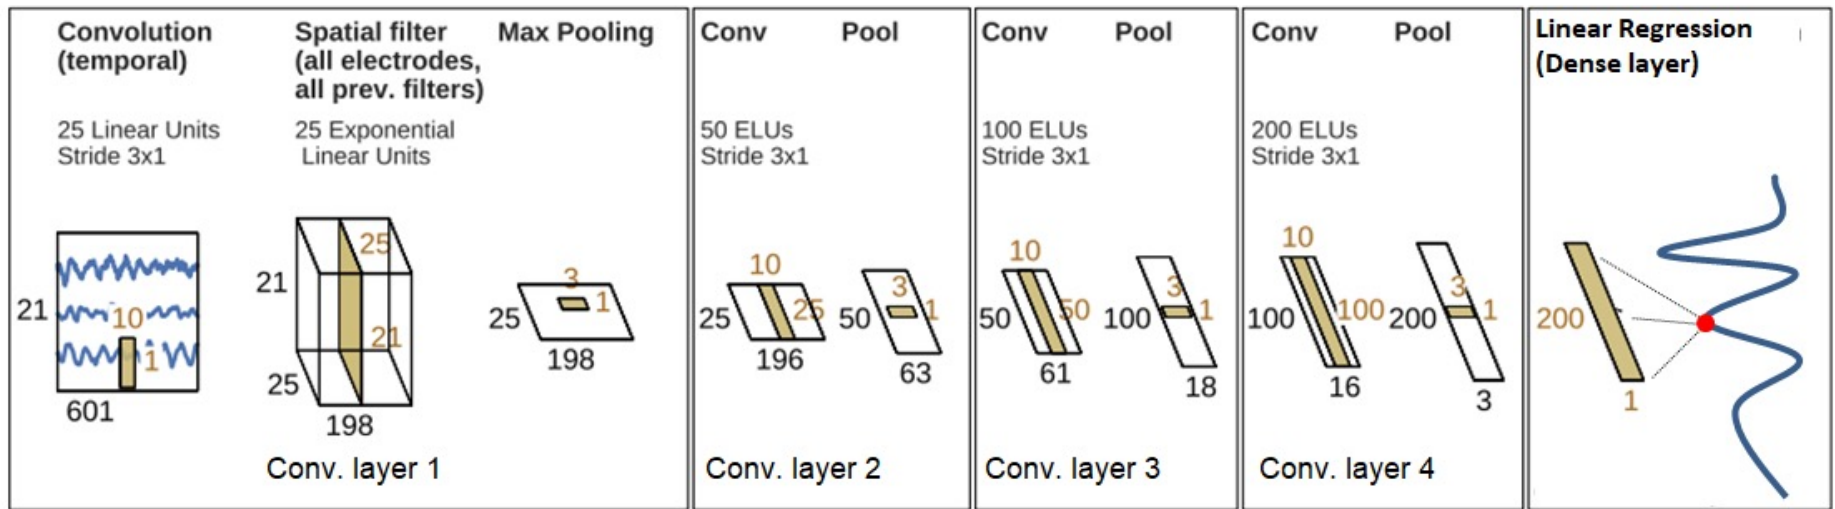 Convolution
(temporal)
25 Linear Units
Stride 3x1
21
10
1
601
Spatial filter
(all electrodes,
all prev. filters)
25 Exponential
Linear Units
25
21
21
25
198
Max Pooling
3
1
25
198
Conv. layer 1
Conv
50 ELUs
Stride 3x1
10
25
25
196
Pool
3
50
1
63
Conv. layer 2
Conv
100 ELUs
Stride 3x1
10
50
50
61
Pool
3
100
1
18
Conv. layer 3
Conv
200 ELUs
Stride 3x1
10
100
100
16
Pool
3
200
1
3
Conv. layer 4
Linear Regression
(Dense layer)
200
1